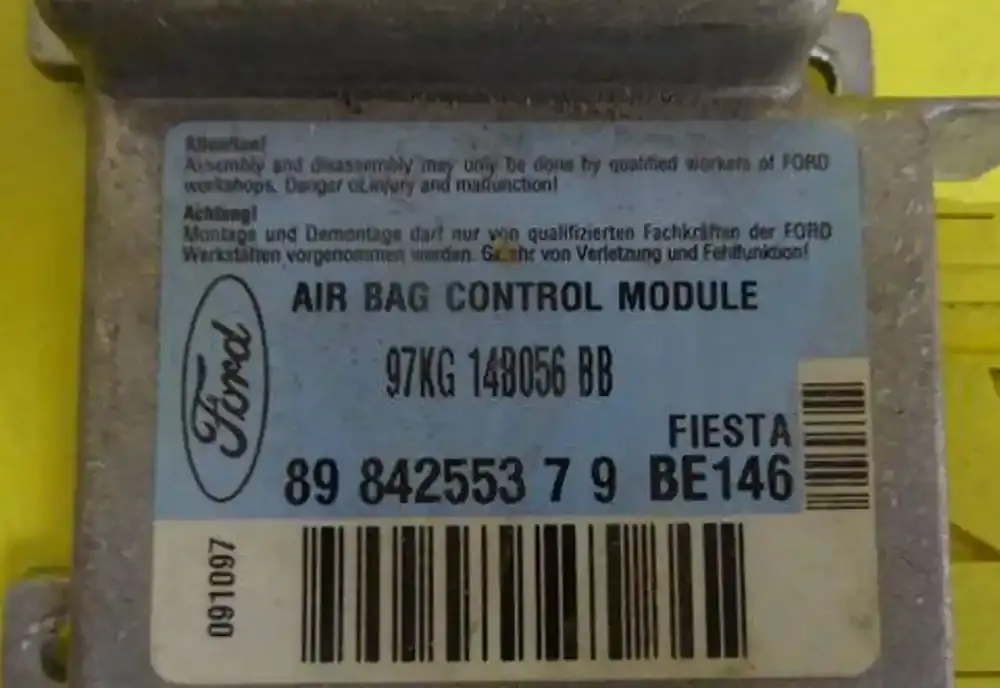 Attention!
Assembly and disassembly may only be done by qualified workers of FORD
workshops. Danger of injury and malfunction!
Achtung!
Montage und Demontage darf nur von qualifizierten Fachkräften der FORD
Werkstätten vorgenommen werden. Gefahr von Verletzung und Fehlfunktion!
AIR BAG CONTROL MODULE
Ford
97KG 14B056 BB
FIESTA
89 84255 3 7 9 BE146
091097